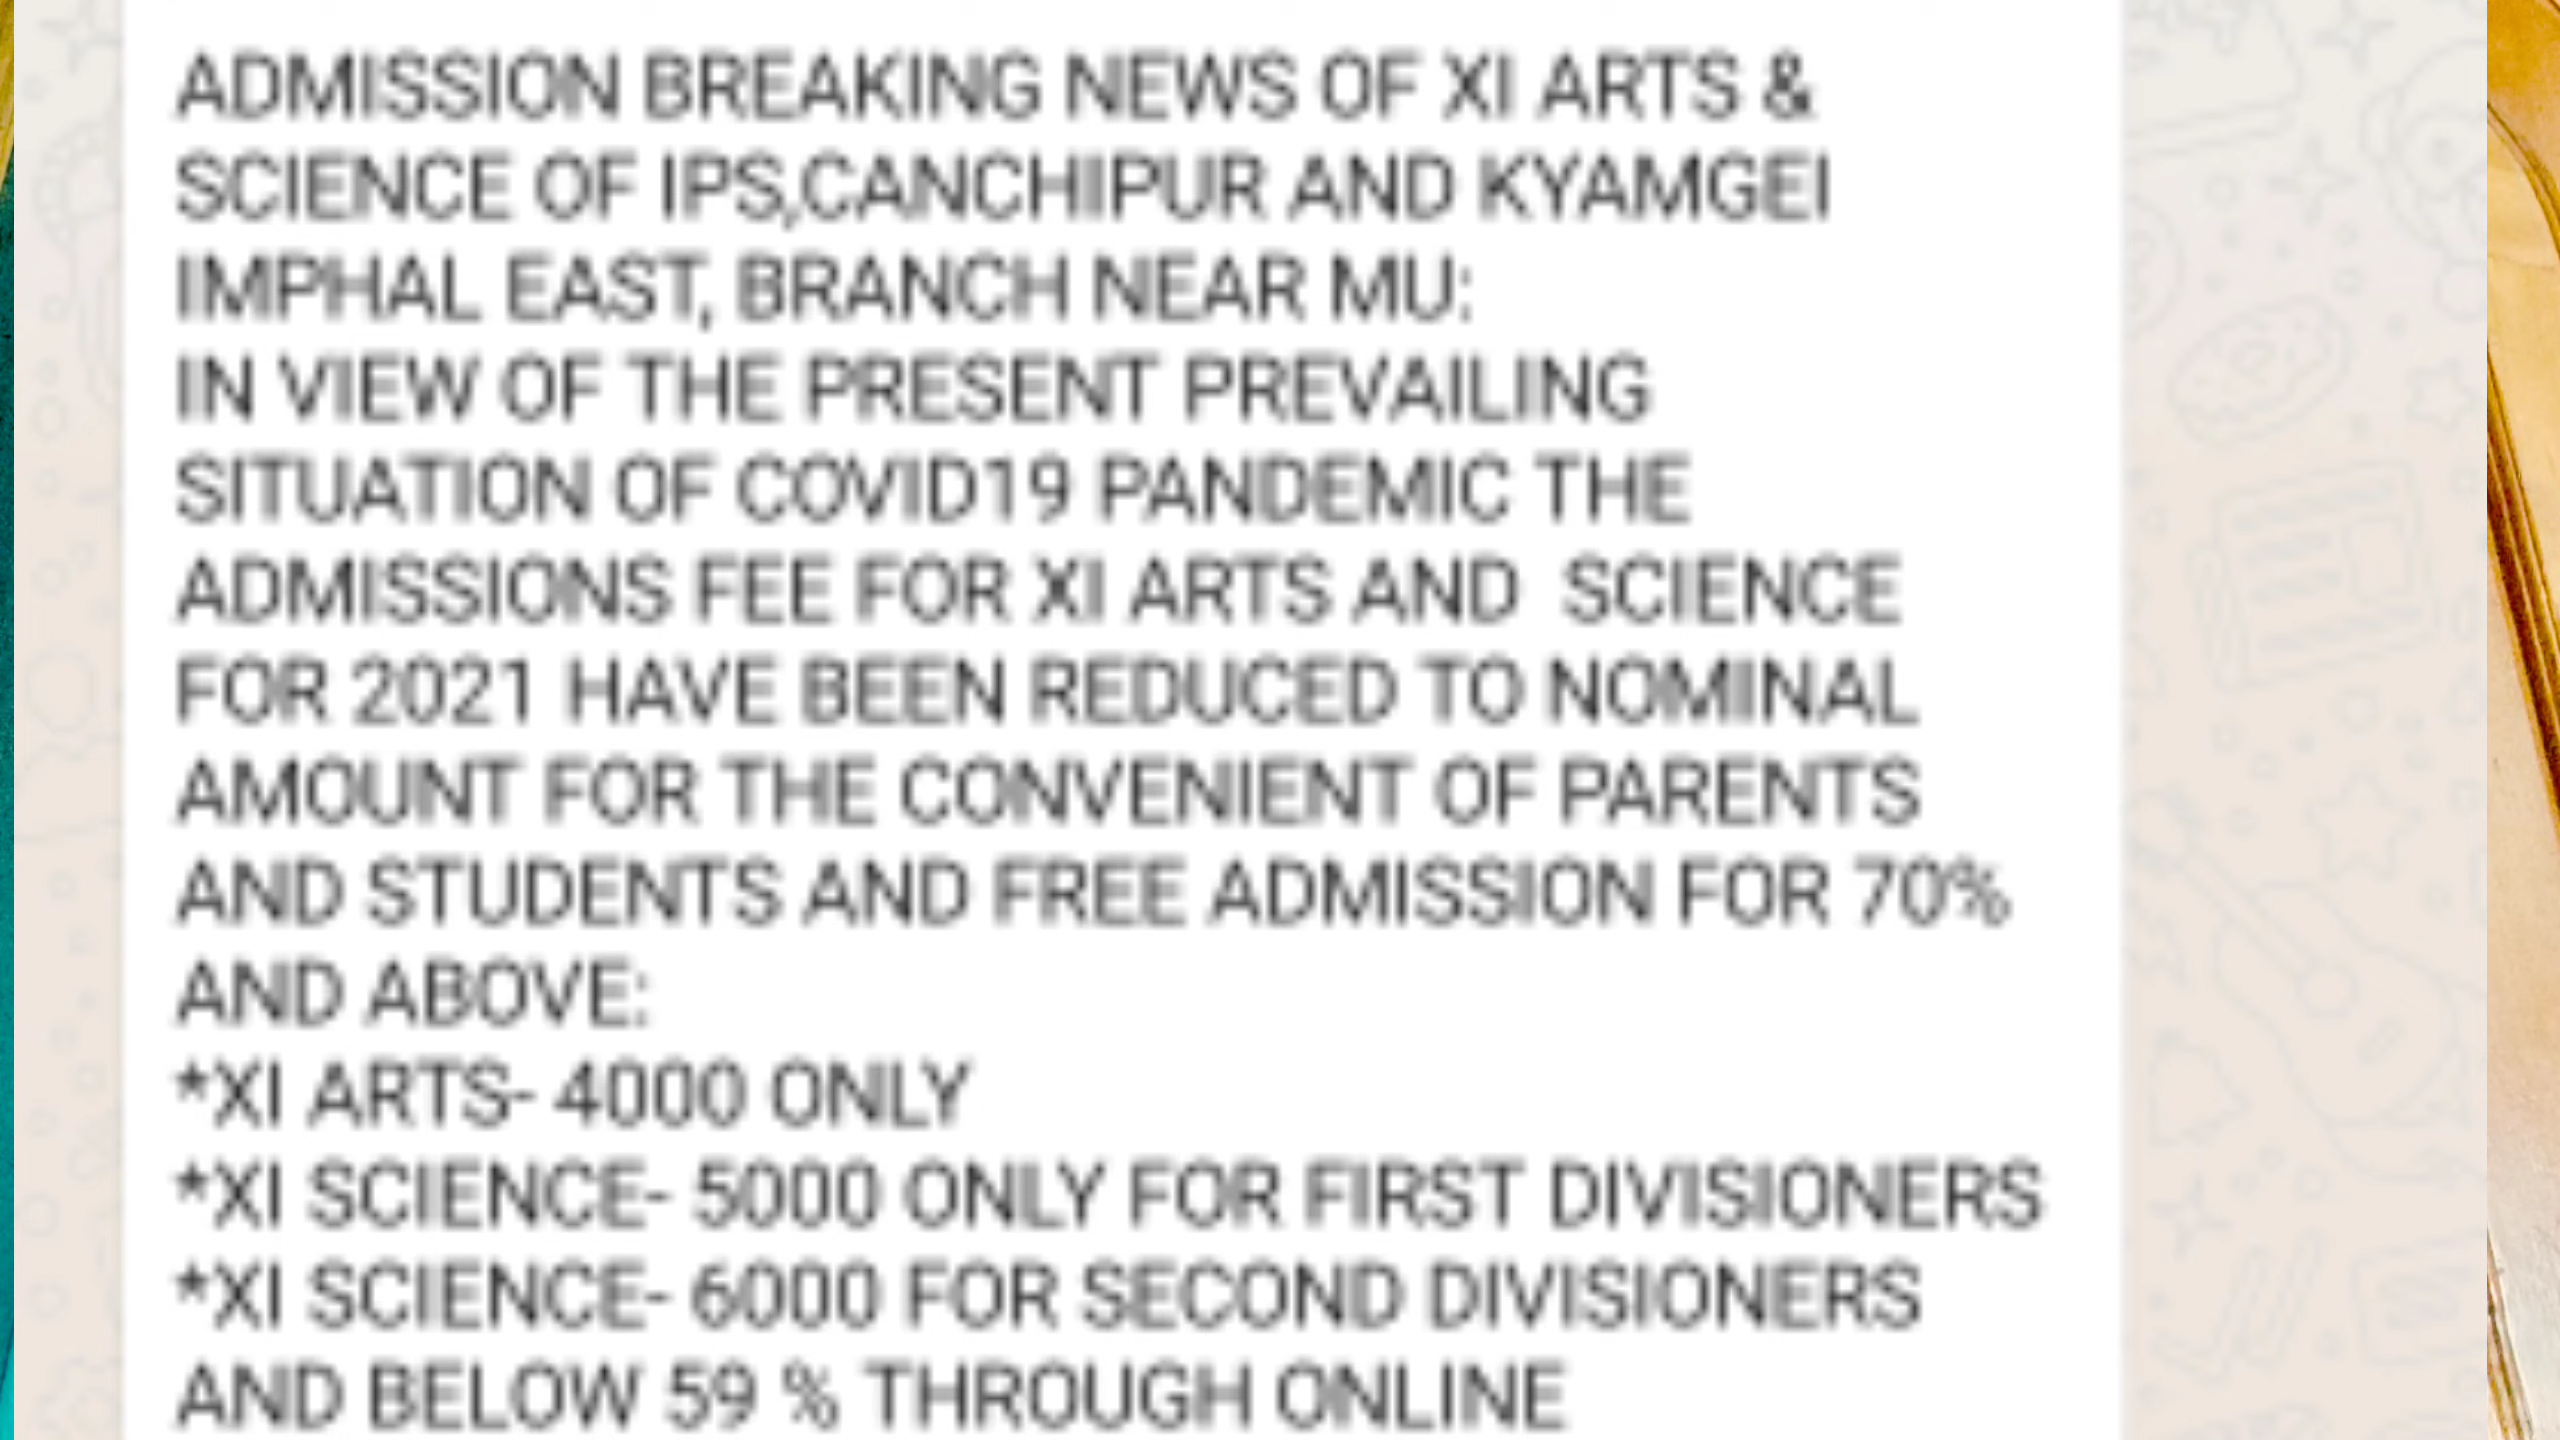 ADMISSION BREAKING NEWS OF XI ARTS &
SCIENCE OF IPS,CANCHIPUR AND KYAMGEI
IMPHAL EAST, BRANCH NEAR MU:
IN VIEW OF THE PRESENT PREVAILING
SITUATION OF COVID19 PANDEMIC THE
ADMISSIONS FEE FOR XI ARTS AND  SCIENCE
FOR 2021 HAVE BEEN REDUCED TO NOMINAL
AMOUNT FOR THE CONVENIENT OF PARENTS
AND STUDENTS AND FREE ADMISSION FOR 70%
AND ABOVE:
*XI ARTS- 4000 ONLY
*XI SCIENCE- 5000 ONLY FOR FIRST DIVISIONERS
*XI SCIENCE- 6000 FOR SECOND DIVISIONERS
AND BELOW 59 % THROUGH ONLINE